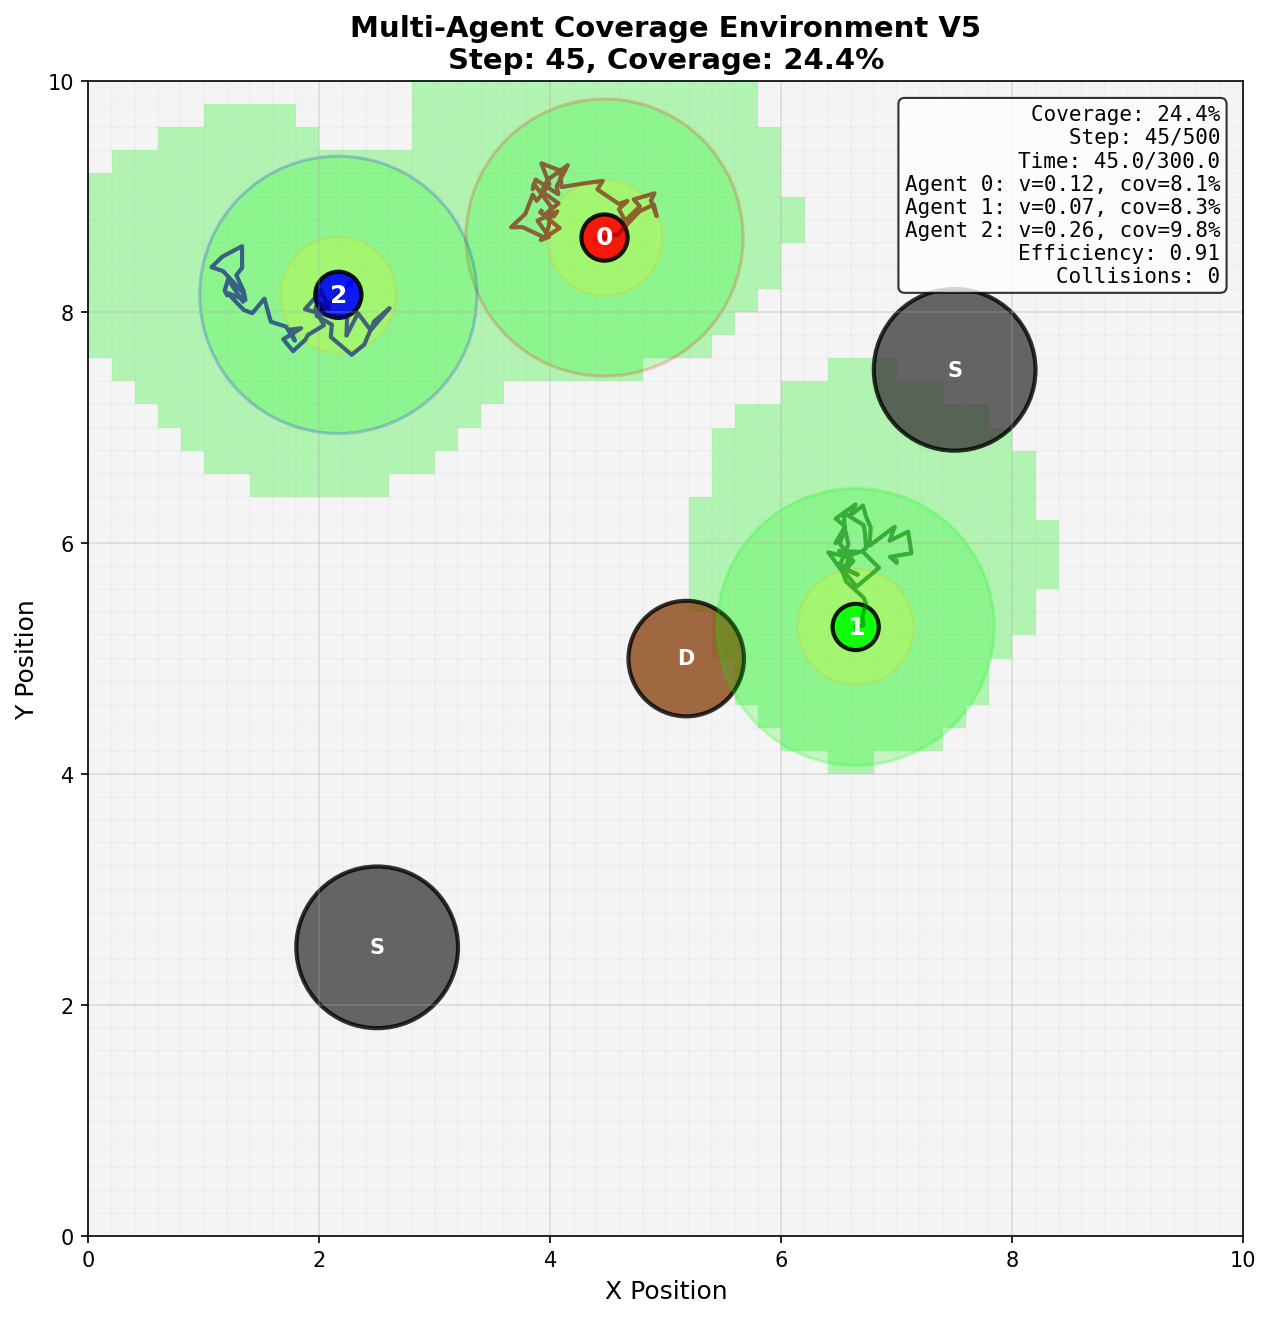 Multi-Agent Coverage Environment V5
Step: 45, Coverage: 24.4%
Coverage: 24.4%
Step: 45/500
Time: 45.0/300.0
Agent 0: v=0.12, cov=8.1%
Agent 1: v=0.07, cov=8.3%
Agent 2: v=0.26, cov=9.8%
Efficiency: 0.91
Collisions: 0
10
8
6
4
2
0
Y Position
0
2
S
1
D
S
0 2 4 6 8 10
X Position